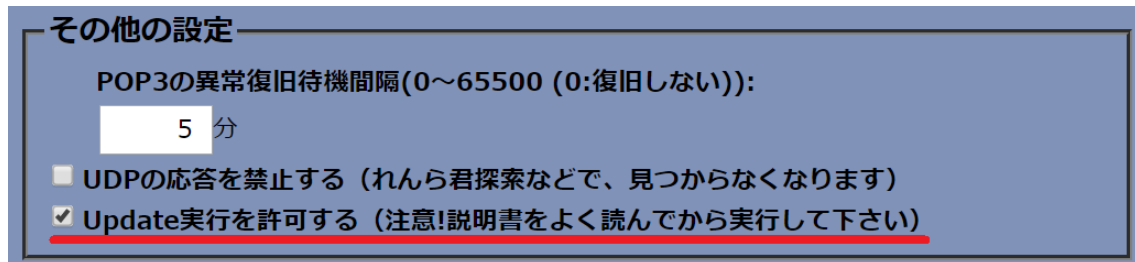 その他の設定
POP3の異常復旧待機間隔(0～65500 (0:復旧しない)):
5 分
UDPの応答を禁止する（れんら君探索などで、見つからなくなります）
Update実行を許可する（注意!説明書をよく読んでから実行して下さい）